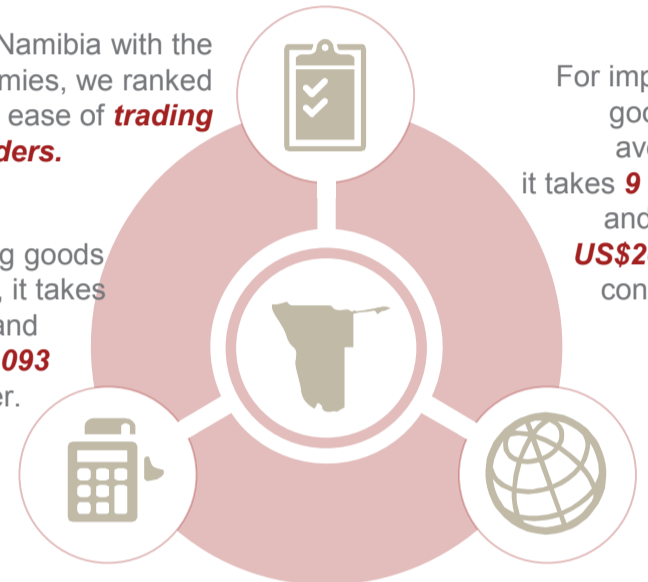 Namibia with the
mies, we ranked
ease of trading
ders.
g goods
, it takes
and
093
er.
For imp
goo
ave
it takes 9
and
US$2
con